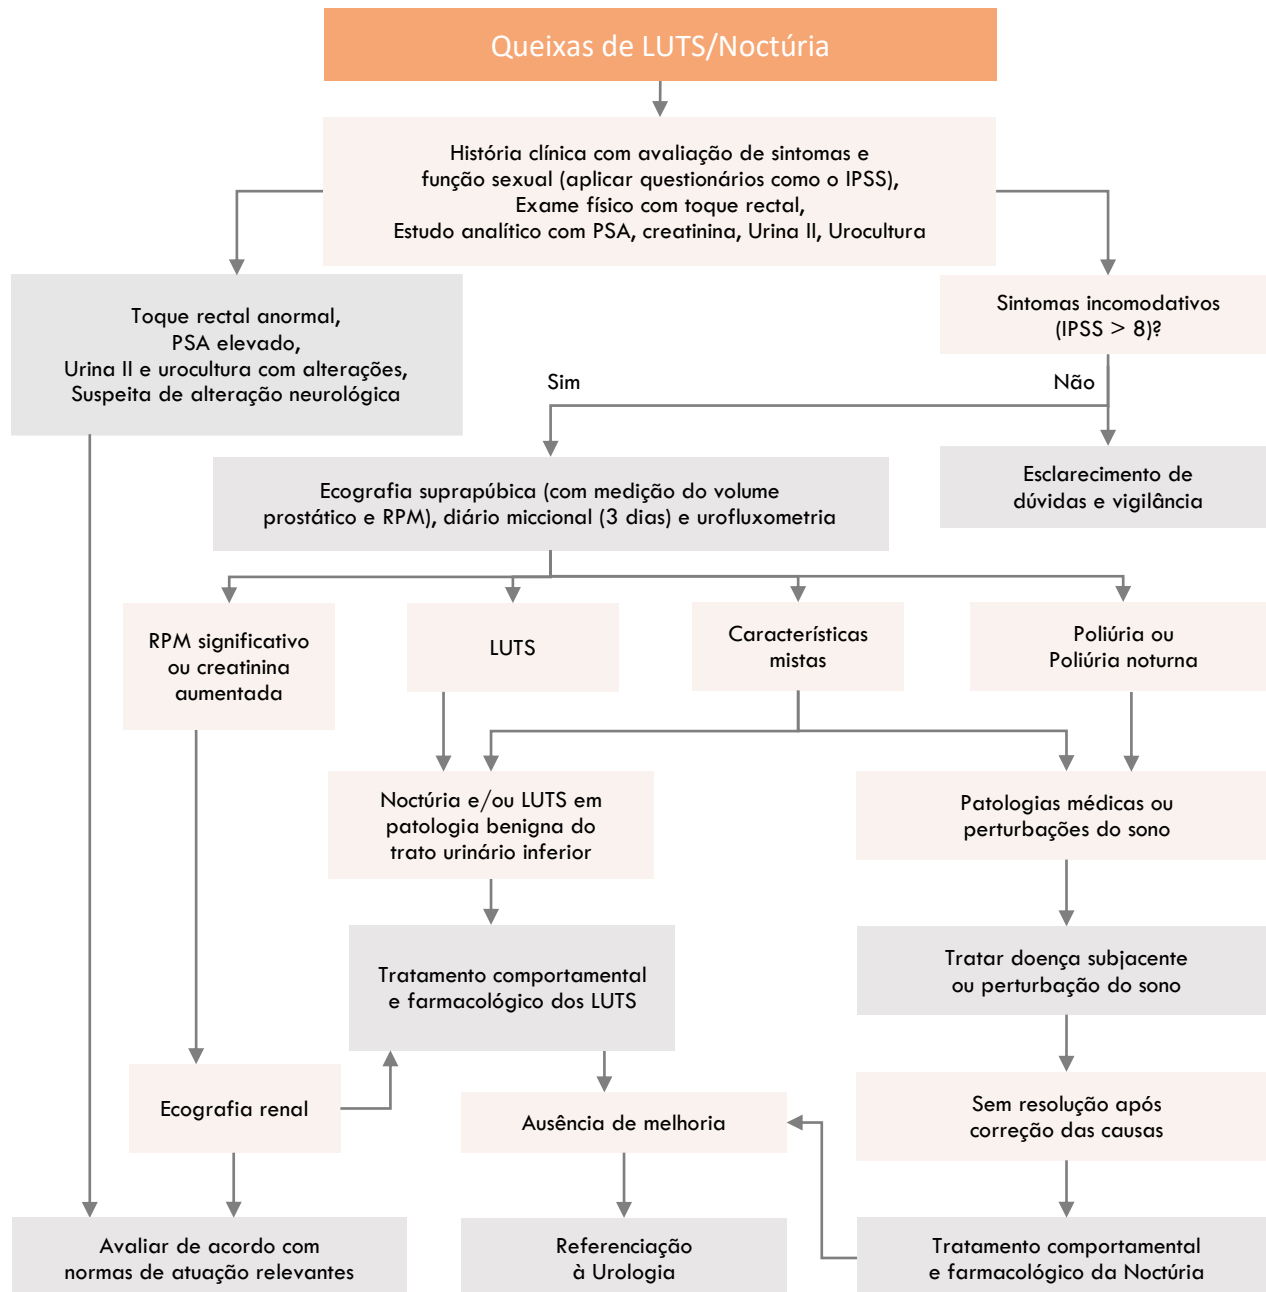 Queixas de LUTS/Noctúria
História clínica com avaliação de sintomas e
função sexual (aplicar questionários como o IPSS),
Exame físico com toque rectal,
Estudo analítico com PSA, creatinina, Urina II, Urocultura
Toque rectal anormal,
PSA elevado,
Urina II e urocultura com alterações,
Suspeita de alteração neurológica
Sintomas incomodativos
(IPSS > 8)?
Sim
Não
Ecografia suprapúbica (com medição do volume
prostático e RPM), diário miccional (3 dias) e urofluxometria
Esclarecimento de
dúvidas e vigilância
RPM significativo
ou creatinina
aumentada
LUTS
Características
mistas
Poliúria ou
Poliúria noturna
Noctúria e/ou LUTS em
patologia benigna do
trato urinário inferior
Patologias médicas ou
perturbações do sono
Tratamento comportamental
e farmacológico dos LUTS
Tratar doença subjacente
ou perturbação do sono
Ecografia renal
Ausência de melhoria
Sem resolução após
correção das causas
Avaliar de acordo com
normas de atuação relevantes
Referenciação
à Urologia
Tratamento comportamental
e farmacológico da Noctúria